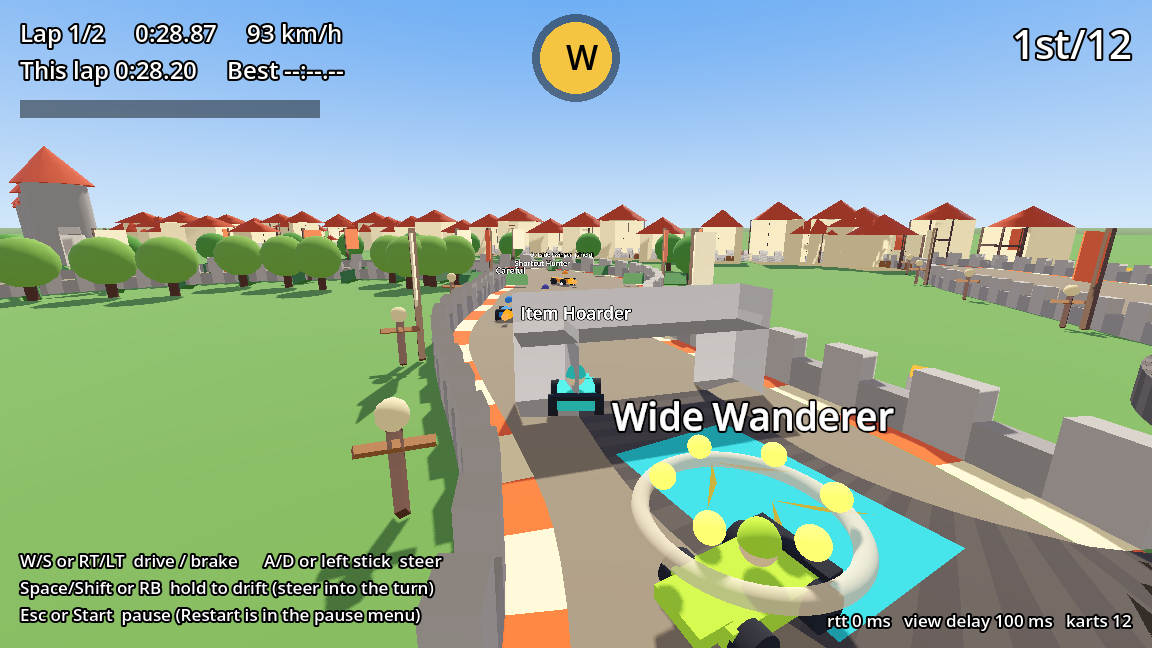 Lap 1/2 0:28.87 93 km/h
This lap 0:28.20 Best --:--.--
W
1st/12
Shortcut Hunter
Careful
Item Hoarder
Wide Wanderer
W/S or RT/LT drive / brake A/D or left stick steer
Space/Shift or RB hold to drift (steer into the turn)
Esc or Start pause (Restart is in the pause menu)
rtt 0 ms view delay 100 ms karts 12